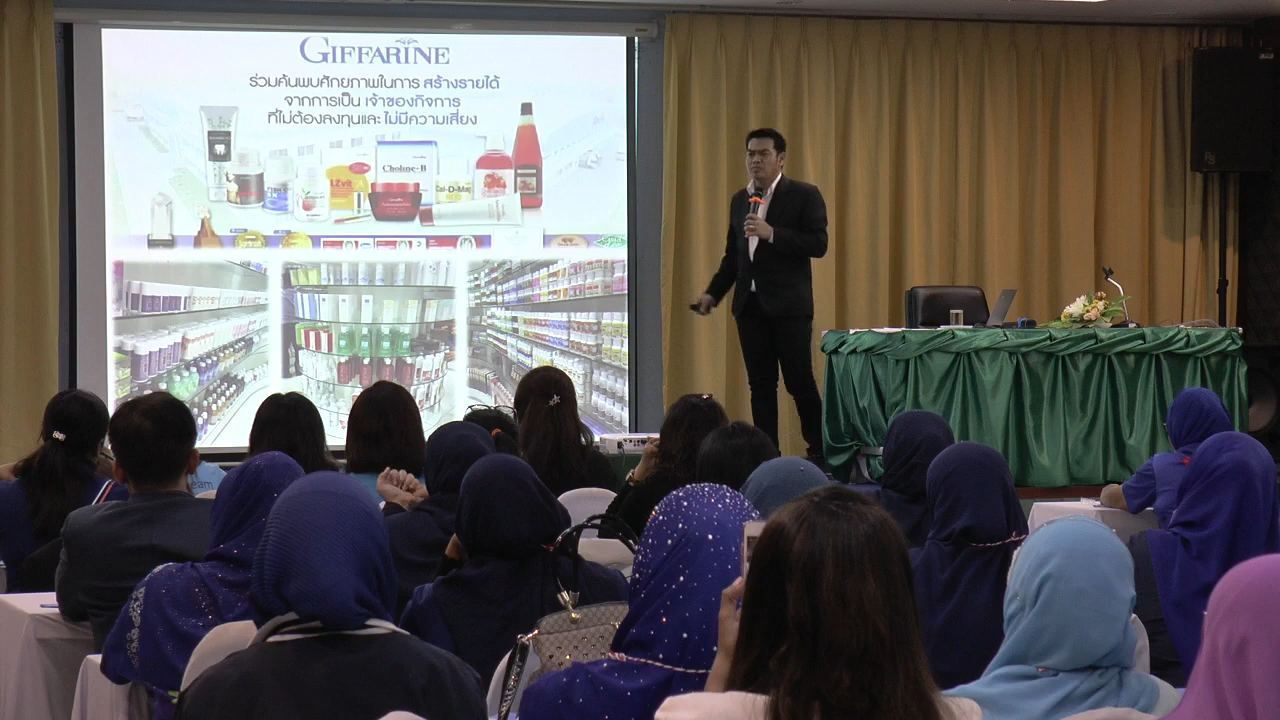 GIFFARINE
ร่วมค้นพบศักยภาพในการ สร้างรายได้
จากการเป็น เจ้าของกิจการ
ที่ไม่ต้องลงทุนและ ไม่มีความเสี่ยง
Choline-B
LZvit
Cal-D-Mag
eam